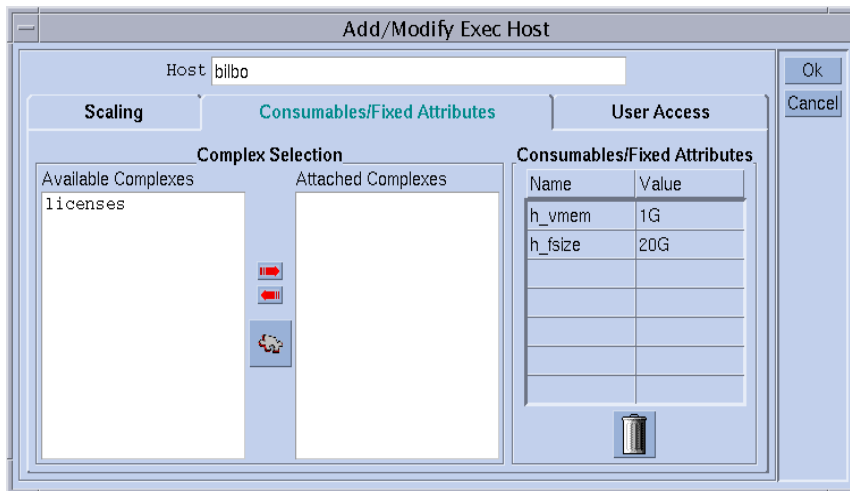 Add/Modify Exec Host
Host bilbo
Ok
Cancel
Scaling Consumables/Fixed Attributes User Access
Complex Selection
Available Complexes Attached Complexes
licenses
Consumables/Fixed Attributes
Name Value
h_vmem 1G
h_fsize 20G